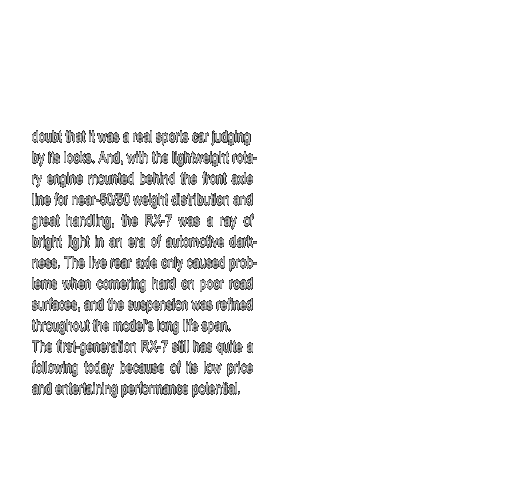 doubt that it was a real sports car judging
by its looks. And, with the lightweight rota-
ry engine mounted behind the front axle
line for near-50/50 weight distribution and
great handling, the RX-7 was a ray of
bright light in an era of automotive dark-
ness. The live rear axle only caused prob-
lems when cornering hard on poor road
surfaces, and the suspension was refined
throughout the model's long life span.
The first-generation RX-7 still has quite a
following today because of its low price
and entertaining performance potential.